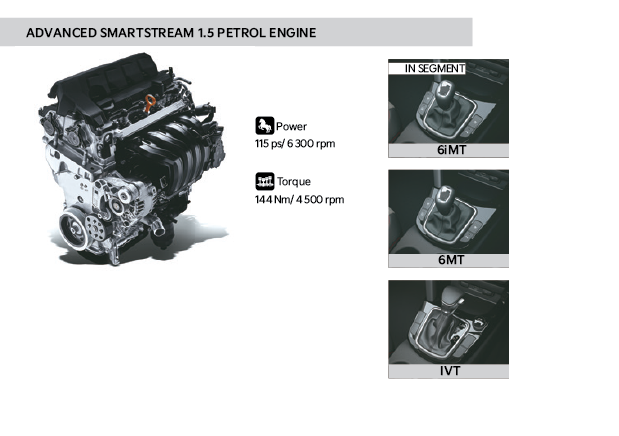 ADVANCED SMARTSTREAM 1.5 PETROL ENGINE
IN SEGMENT
Power
115 ps/ 6 300 rpm
6iMT
Torque
144 Nm/ 4 500 rpm
6MT
IVT